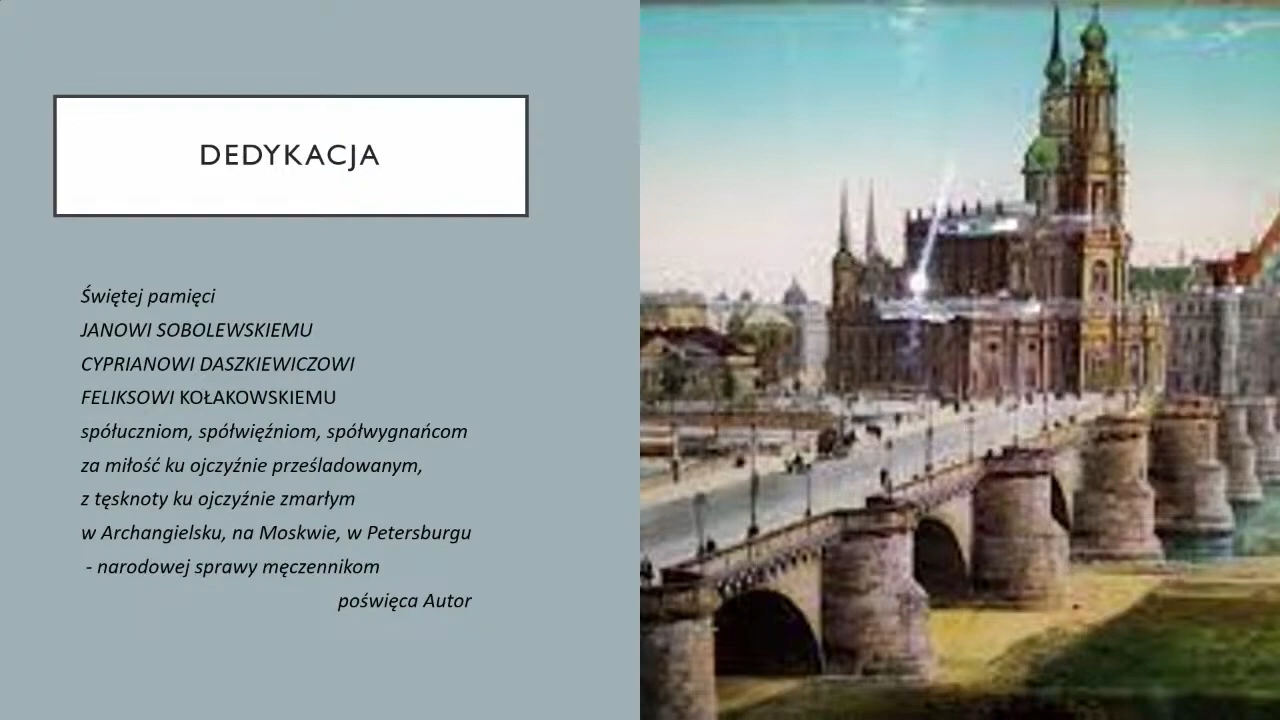 DEDYKACJA
Świętej pamięci
JANOWI SOBOLEWSKIEMU
CYPRIANOWI DASZKIEWICZOWI
FELIKSOWI KOŁAKOWSKIEMU
spółuczniom, spółwięźniom, spółwygnańcom
za miłość ku ojczyźnie prześladowanym,
z tęsknoty ku ojczyźnie zmarłym
w Archangielsku, na Moskwie, w Petersburgu
- narodowej sprawy męczennikom
poświęca Autor